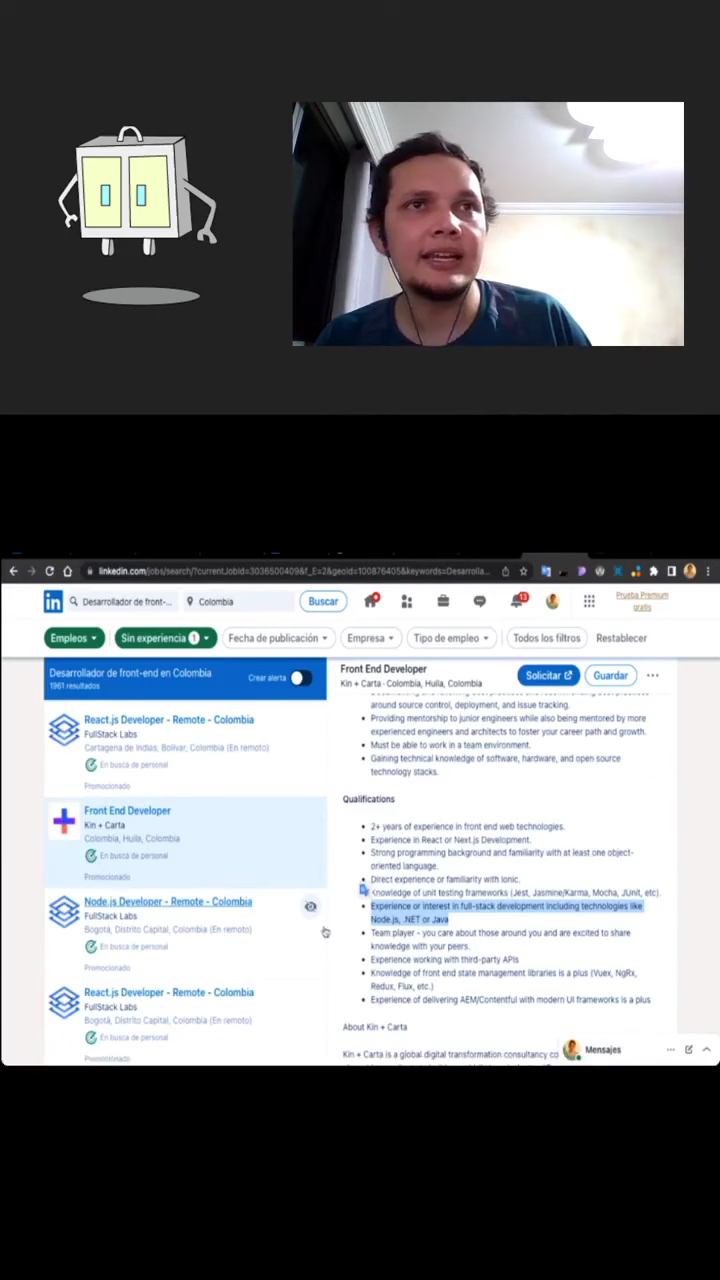 linkedin.com/jobs/search/?currentJobId=3036500409&f_E=2&geoId=100876405&keywords=Desarrolla...
in
Desarrollador de front-...
Colombia
Buscar
13
Prueba Premium
gratis
Empleos
Sin experiencia 1
Fecha de publicación
Empresa
Tipo de empleo
Todos los filtros
Restablecer
Desarrollador de front-end en Colombia
1961 resultados
Crear alerta
React.js Developer - Remote - Colombia
FullStack Labs
Cartagena de Indias, Bolívar, Colombia (En remoto)
En busca de personal
Promocionado
Front End Developer
Kin + Carta
Colombia, Huila, Colombia
En busca de personal
Promocionado
Node.js Developer - Remote - Colombia
FullStack Labs
Bogotá, Distrito Capital, Colombia (En remoto)
En busca de personal
Promocionado
React.js Developer - Remote - Colombia
FullStack Labs
Bogotá, Distrito Capital, Colombia (En remoto)
En busca de personal
Promocionado
Front End Developer
Kin + Carta · Colombia, Huila, Colombia
Solicitar
Guardar
around source control, deployment, and issue tracking.
Providing mentorship to junior engineers while also being mentored by more
experienced engineers and architects to foster your career path and growth.
Must be able to work in a team environment.
Gaining technical knowledge of software, hardware, and open source
technology stacks.
Qualifications
2+ years of experience in front end web technologies.
Experience in React or Next.js Development.
Strong programming background and familiarity with at least one object-
oriented language.
Direct experience or familiarity with Ionic.
Knowledge of unit testing frameworks (Jest, Jasmine/Karma, Mocha, JUnit, etc).
Experience or interest in full-stack development including technologies like
Node.js, .NET or Java
Team player - you care about those around you and are excited to share
knowledge with your peers.
Experience working with third-party APIs
Knowledge of front end state management libraries is a plus (Vuex, NgRx,
Redux, Flux, etc.)
Experience of delivering AEM/Contentful with modern UI frameworks is a plus
About Kin + Carta
Kin + Carta is a global digital transformation consultancy co
Mensajes